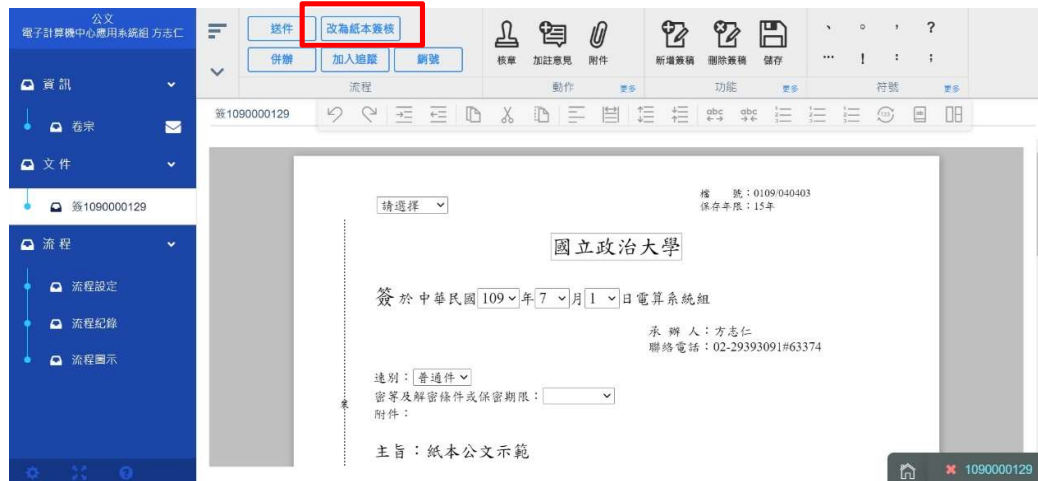 公文
電子計算機中心應用系統組 方志仁
資訊
卷宗
文件
簽1090000129
流程
流程設定
流程紀錄
流程圖示
送件 改為紙本簽核
併辦 加入追蹤 銷號
流程
核章 加註意見 附件
動作 更多
新增簽稿 刪除簽稿 儲存
功能 更多
、 。 , ?
… ! : ;
符號 更多
簽1090000129
請選擇
檔 號:0109/040403
保存年限:15年
國立政治大學
簽 於 中華民國 109 年 7 月 1 日電算系統組
承 辦 人:方志仁
聯絡電話:02-29393091#63374
速別:普通件
密等及解密條件或保密期限:
附件:
主旨:紙本公文示範
1090000129